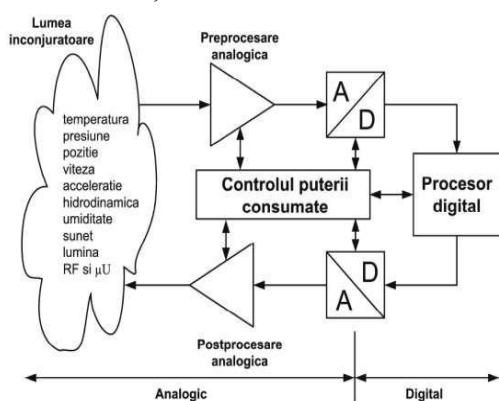 Lumea
inconjuratoare
temperatura
presiune
pozitie
viteza
acceleratie
hidrodinamica
umiditate
sunet
lumina
RF si µU
Preprocesare
analogica
A
D
Controlul puterii
consumate
Procesor
digital
D
A
Postprocesare
analogica
Analogic
Digital